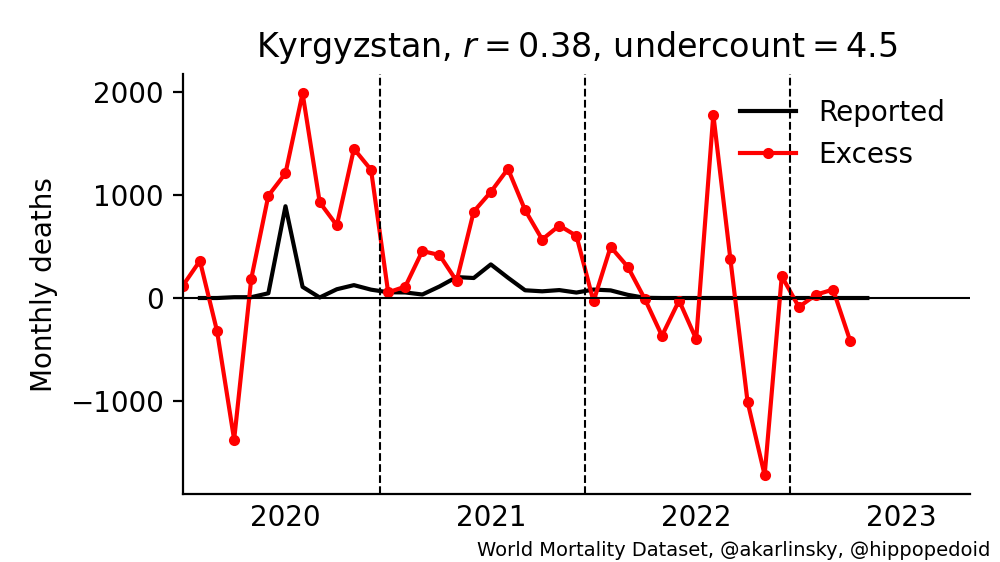 Kyrgyzstan, r = 0.38, undercount = 4.5
Monthly deaths
2000
1000
0
−1000
Reported
Excess
2020 2021 2022 2023
World Mortality Dataset, @akarlinsky, @hippopedoid